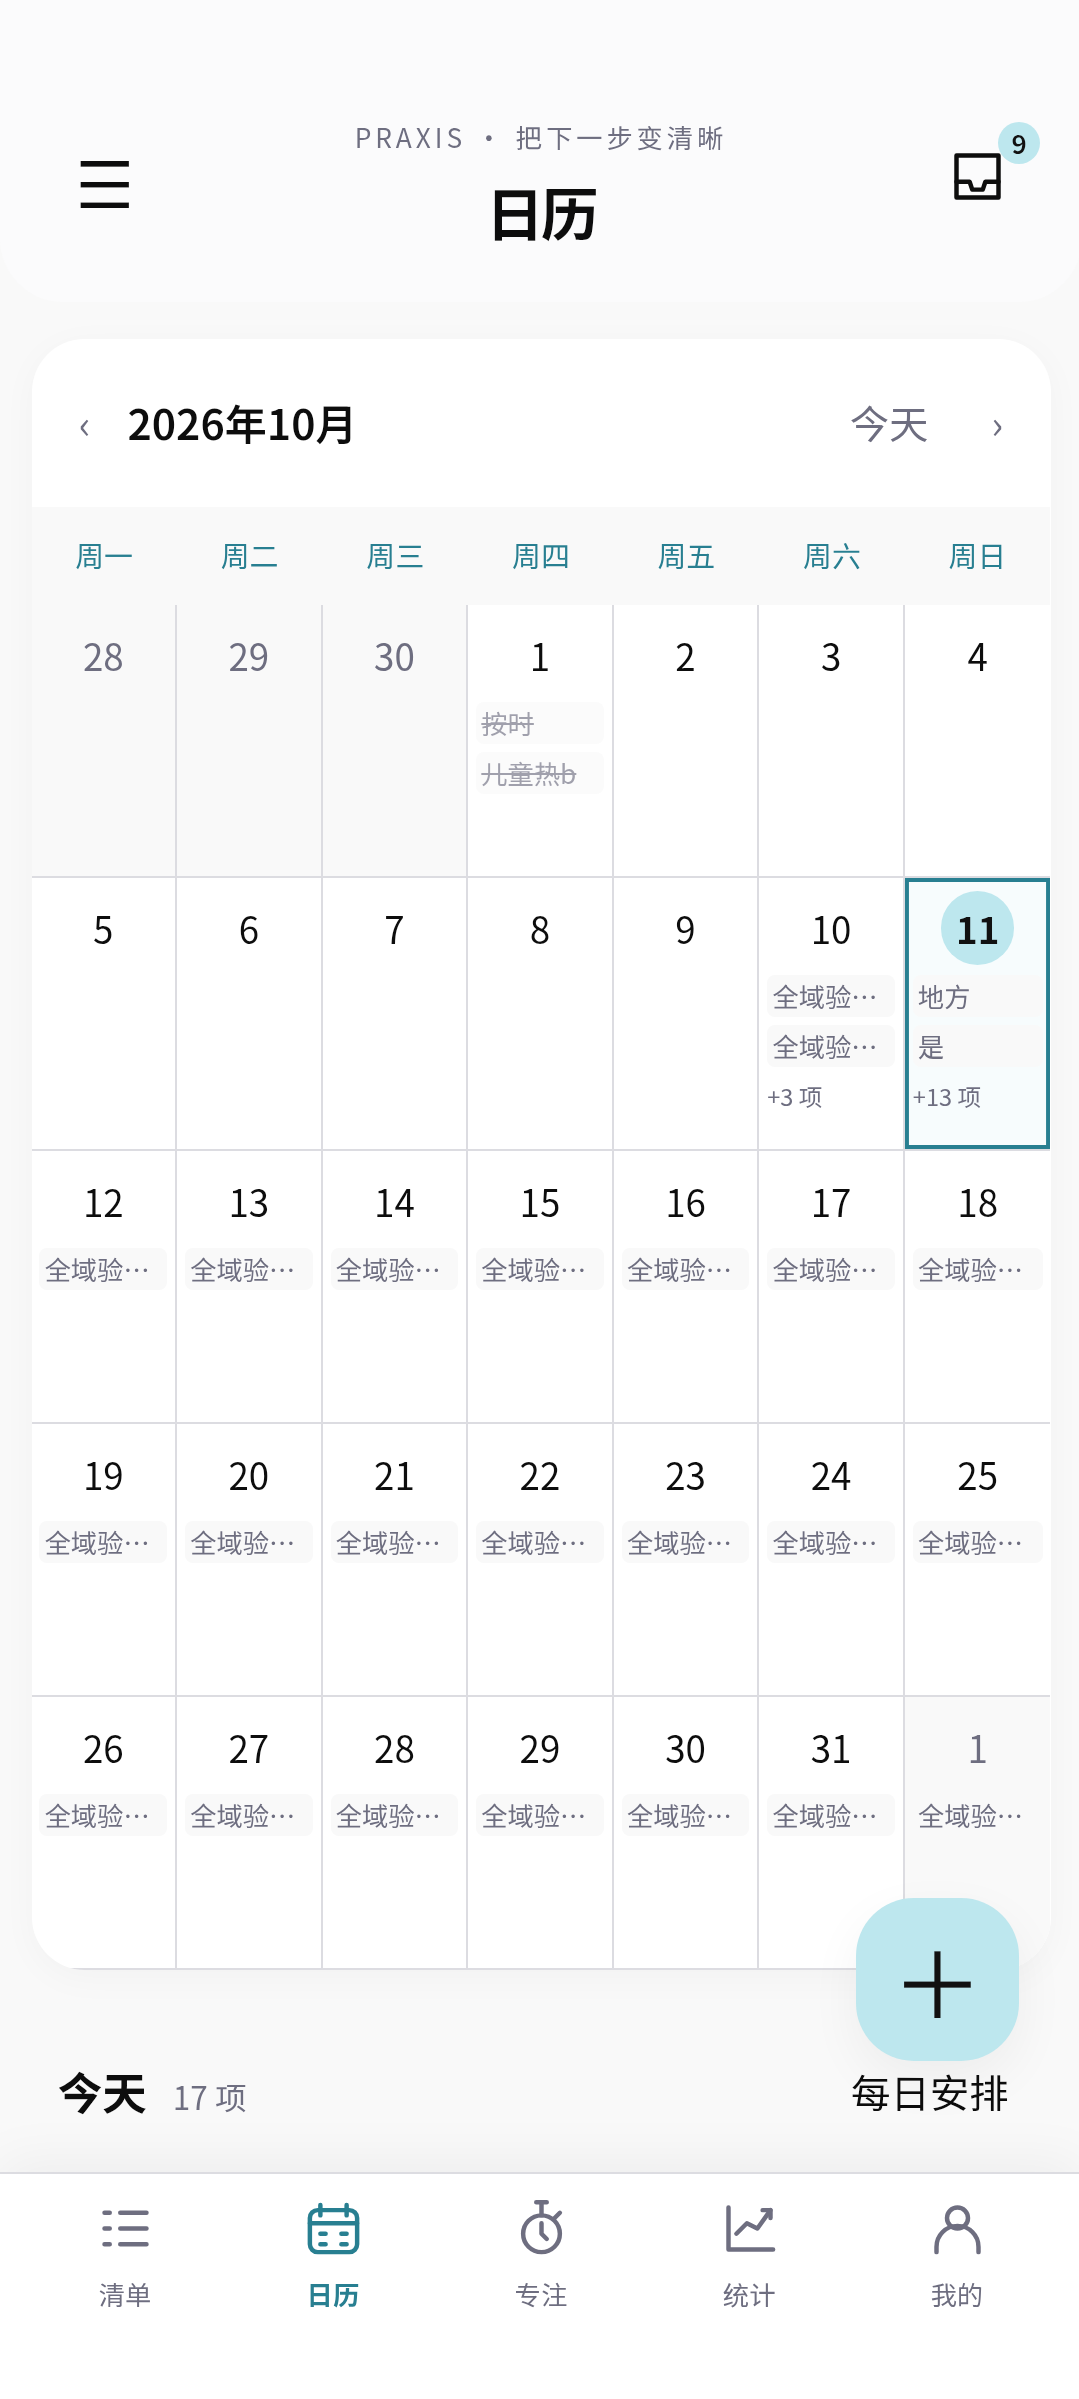 PRAXIS • 把下一步变清晰
9
日历
‹ 2026年10月 今天 ›
周一 周二 周三 周四 周五 周六 周日
28 29 30 1 2 3 4
按时
儿童热b
5 6 7 8 9 10 11
全域验… 地方
全域验… 是
+3 项 +13 项
12 13 14 15 16 17 18
全域验… 全域验… 全域验… 全域验… 全域验… 全域验… 全域验…
19 20 21 22 23 24 25
全域验… 全域验… 全域验… 全域验… 全域验… 全域验… 全域验…
26 27 28 29 30 31 1
全域验… 全域验… 全域验… 全域验… 全域验… 全域验… 全域验…
今天 17 项 每日安排
清单 日历 专注 统计 我的